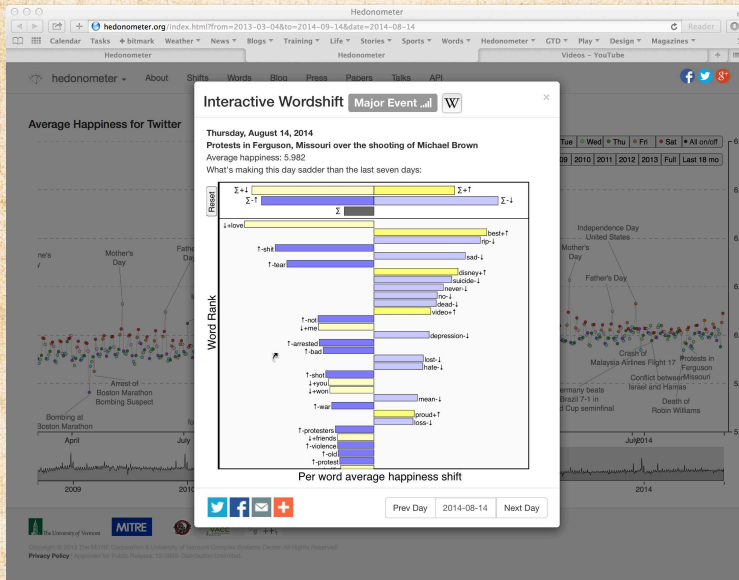 Hedonometer
hedonometer.org/index.html?from=2013-03-04&to=2014-09-14&date=2014-08-14
Reader
Calendar Tasks + bitmark Weather News Blogs Training Life Stories Sports Words Hedonometer GTD Play Design Magazines
Hedonometer Hedonometer Videos – YouTube
hedonometer About Shifts Words Blog Press Papers Talks API
Interactive Wordshift Major Event W ×
Average Happiness for Twitter
Thursday, August 14, 2014
Protests in Ferguson, Missouri over the shooting of Michael Brown
Average happiness: 5.982
What's making this day sadder than the last seven days:
Tue Wed Thu Fri Sat All on/off
09 2010 2011 2012 2013 Full Last 18 mo
Reset
Σ+↓ Σ+↑
Σ-↑ Σ-↓
Σ
↓+love
best+↑
rip-↓
↑-shit
sad-↓
↑-tear
disney+↑
suicide-↓
never-↓
no-↓
dead-↓
video+↑
↑-not
↓+me
depression-↓
↑-arrested
↑-bad
lost-↓
hate-↓
↑-shot
↓+you
↓+won
mean-↓
↑-war
proud+↑
loss-↓
↑-protesters
↓+friends
↑-violence
↑-old
↑-protest
Word Rank
Per word average happiness shift
Mother's
Day
Arrest of
Boston Marathon
Bombing Suspect
Bombing at
Boston Marathon
Independence Day
United States
Mother's
Day
Father's Day
Crash of
Malaysia Airlines Flight 17
Protests in
Ferguson
Missouri
Conflict between
Israel and Hamas
Germany beats
Brazil 7-1 in
Death of
Robin Williams
April July July 2014
2009 2010 2014
Prev Day 2014-08-14 Next Day
The University of Vermont MITRE
Privacy Policy